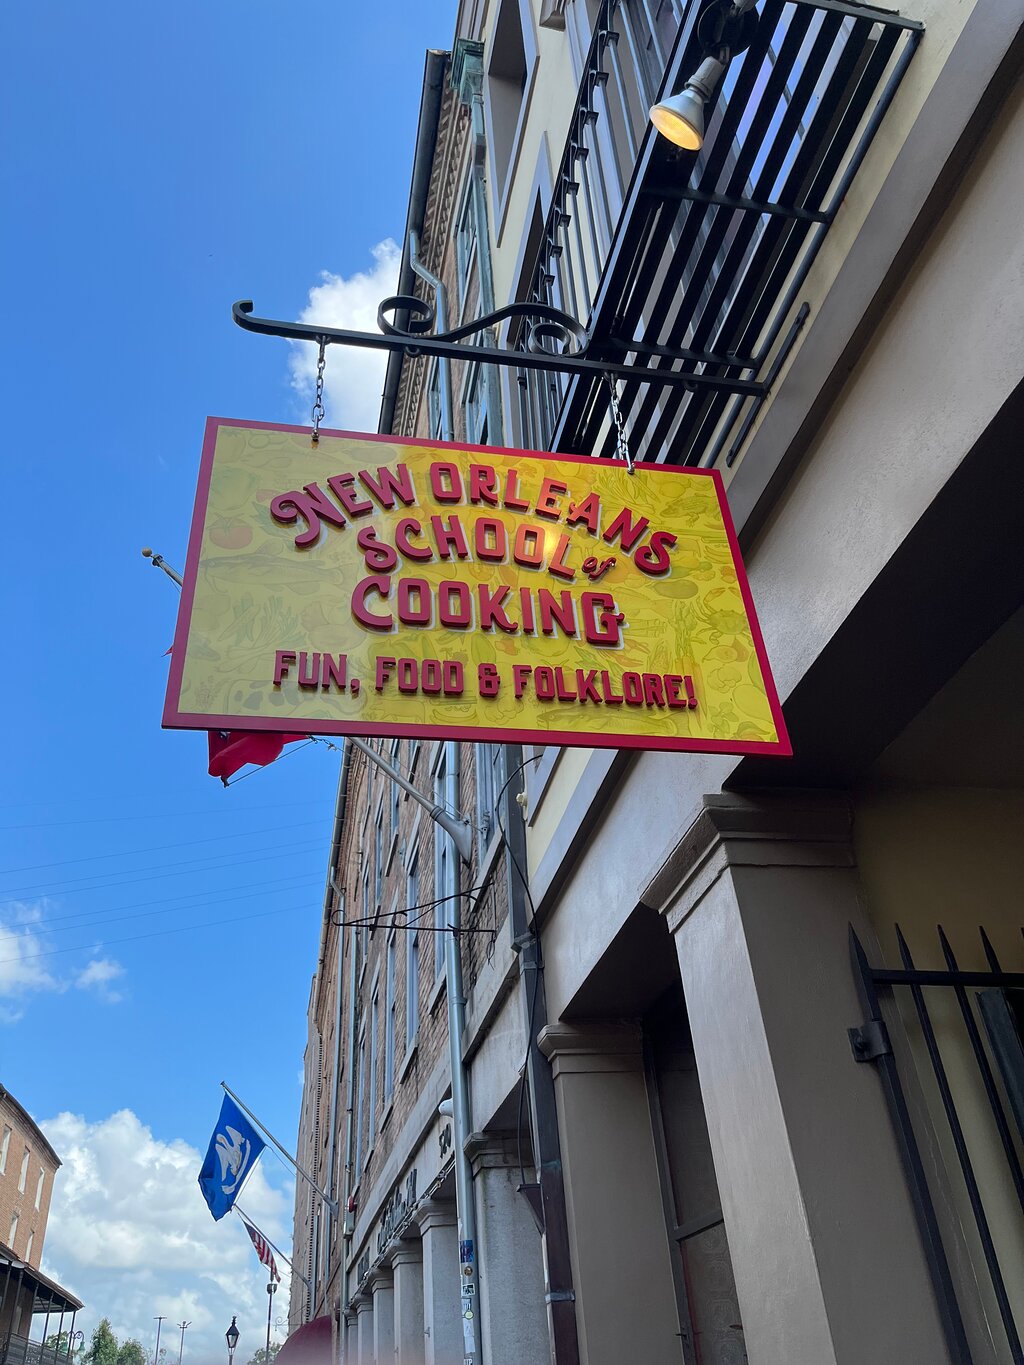 NEW ORLEANS
SCHOOL of
COOKING
FUN, FOOD & FOLKLORE!